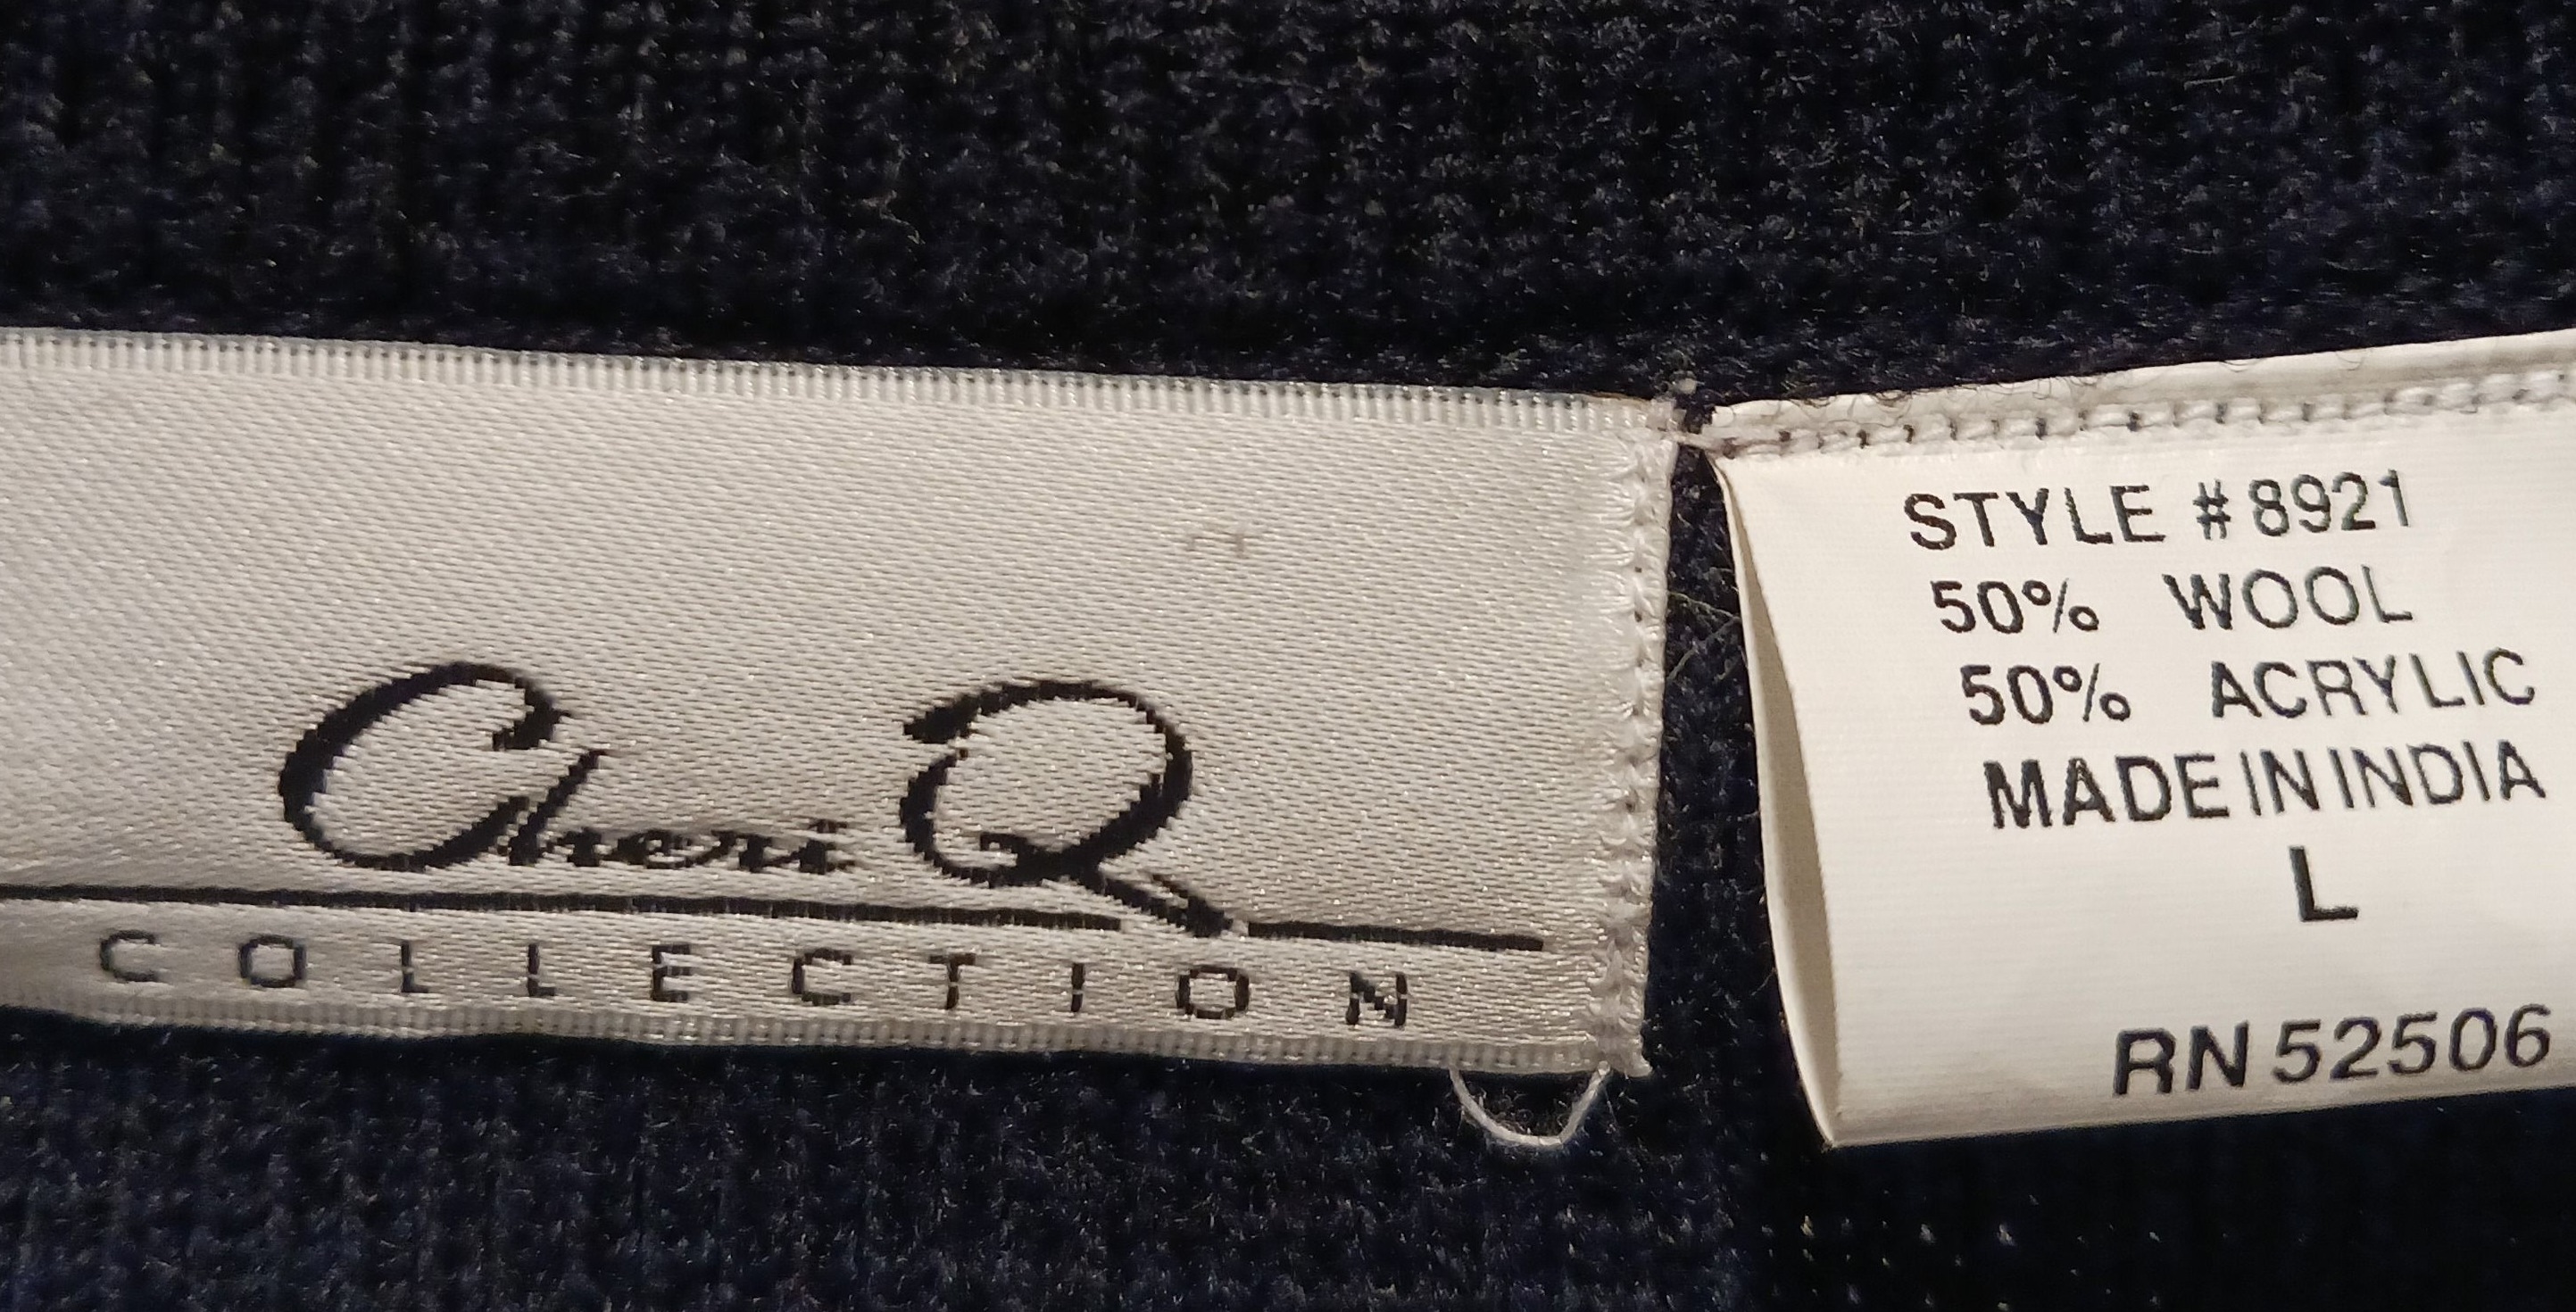 Cheri Q
COLLECTION
STYLE #8921
50% WOOL
50% ACRYLIC
MADE IN INDIA
L
RN 52506